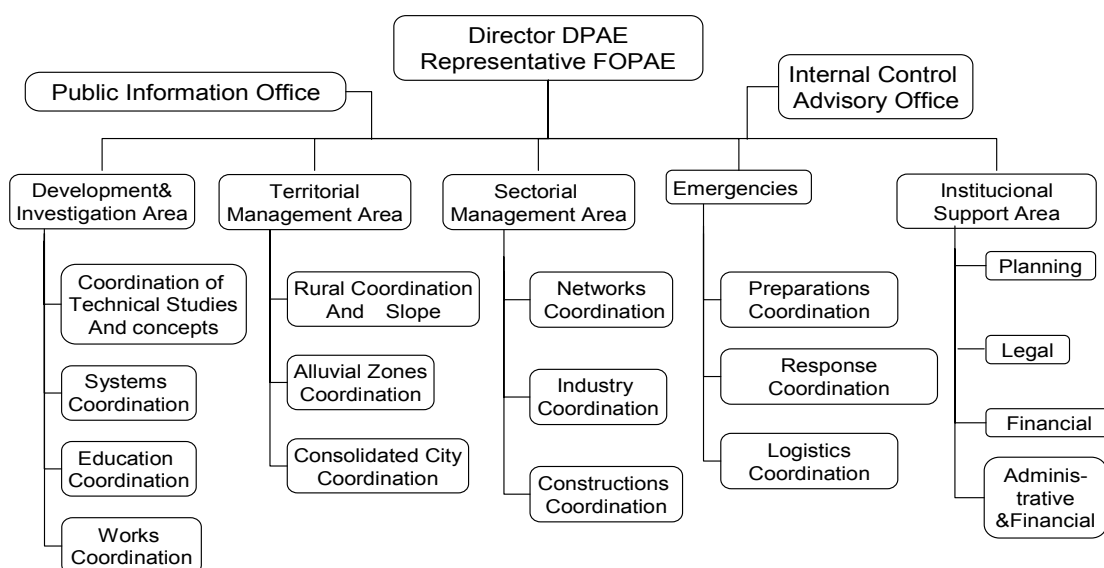 Director DPAE
Representative FOPAE
Public Information Office
Internal Control
Advisory Office
Development&
Investigation Area
Territorial
Management Area
Sectorial
Management Area
Emergencies
Institucional
Support Area
Coordination of
Technical Studies
And concepts
Systems
Coordination
Education
Coordination
Works
Coordination
Rural Coordination
And Slope
Alluvial Zones
Coordination
Consolidated City
Coordination
Networks
Coordination
Industry
Coordination
Constructions
Coordination
Preparations
Coordination
Response
Coordination
Logistics
Coordination
Planning
Legal
Financial
Adminis-
trative
&Financial